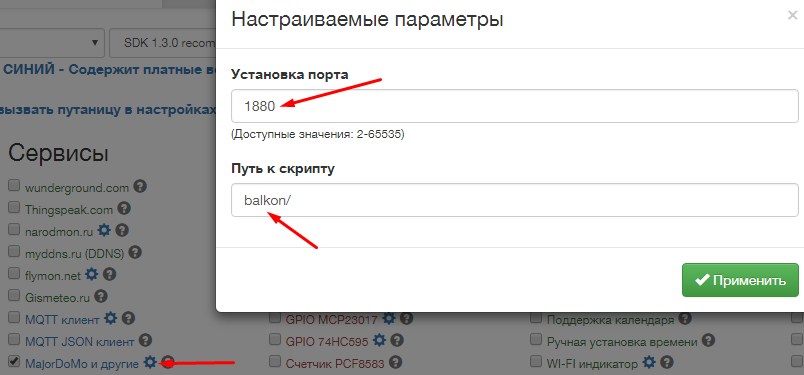 Настраиваемые параметры
×
SDK 1.3.0 recom
СИНИЙ - Содержит платные во
Установка порта
1880
(Доступные значения: 2-65535)
вызвать путаницу в настройках
Путь к скрипту
balkon/
Применить
Сервисы
wunderground.com
Thingspeak.com
narodmon.ru
myddns.ru (DDNS)
flymon.net
Gismeteo.ru
MQTT клиент
MQTT JSON клиент
MajorDoMo и другие
GPIO MCP23017
GPIO 74HC595
Счетчик PCF8583
Поддержка календаря
Ручная установка времени
WI-FI индикатор